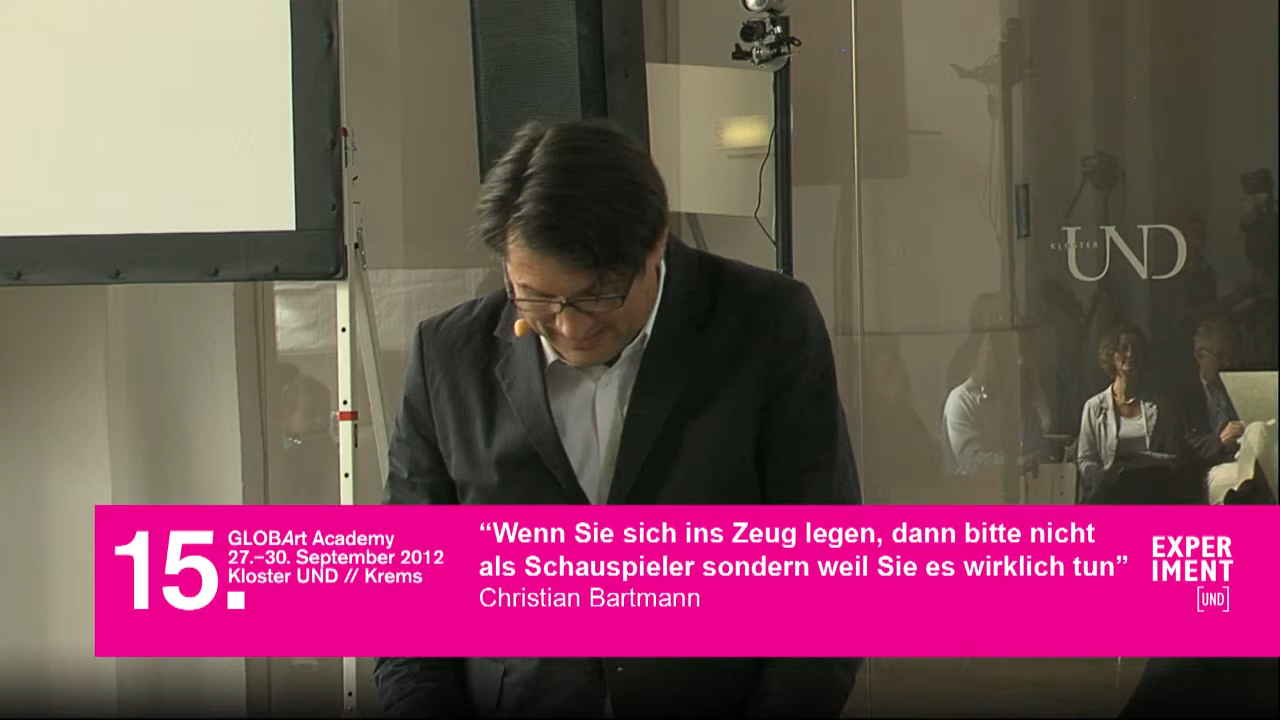 KLOSTER UND
15.
GLOBArt Academy
27.–30. September 2012
Kloster UND // Krems
“Wenn Sie sich ins Zeug legen, dann bitte nicht
als Schauspieler sondern weil Sie es wirklich tun”
Christian Bartmann
EXPER
IMENT
[UND]